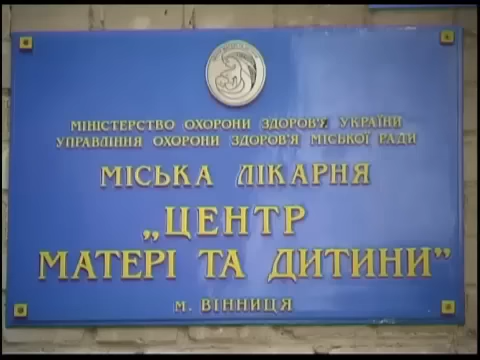 МІНІСТЕРСТВО ОХОРОНИ ЗДОРОВ'Я УКРАЇНИ
УПРАВЛІННЯ ОХОРОНИ ЗДОРОВ'Я МІСЬКОЇ РАДИ
МІСЬКА ЛІКАРНЯ
„ЦЕНТР
МАТЕРІ ТА ДИТИНИ”
м. ВІННИЦЯ